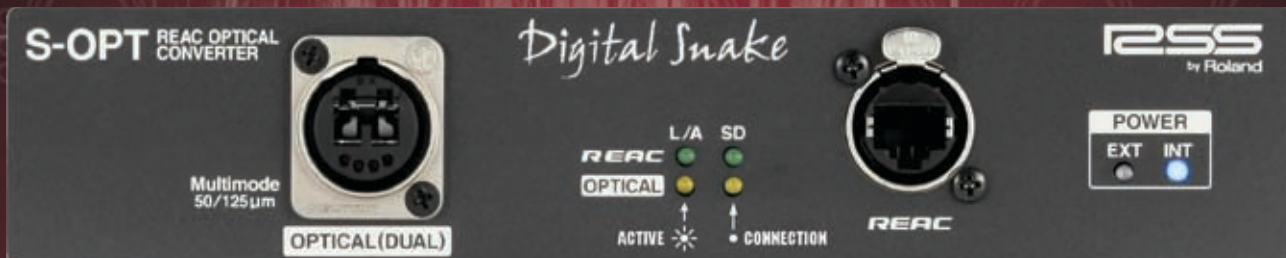 S-OPT REAC OPTICAL
CONVERTER
Digital Snake
RSS
by Roland
L/A SD
REAC
OPTICAL
Multimode
50/125µm
OPTICAL(DUAL)
ACTIVE CONNECTION
REAC
POWER
EXT INT